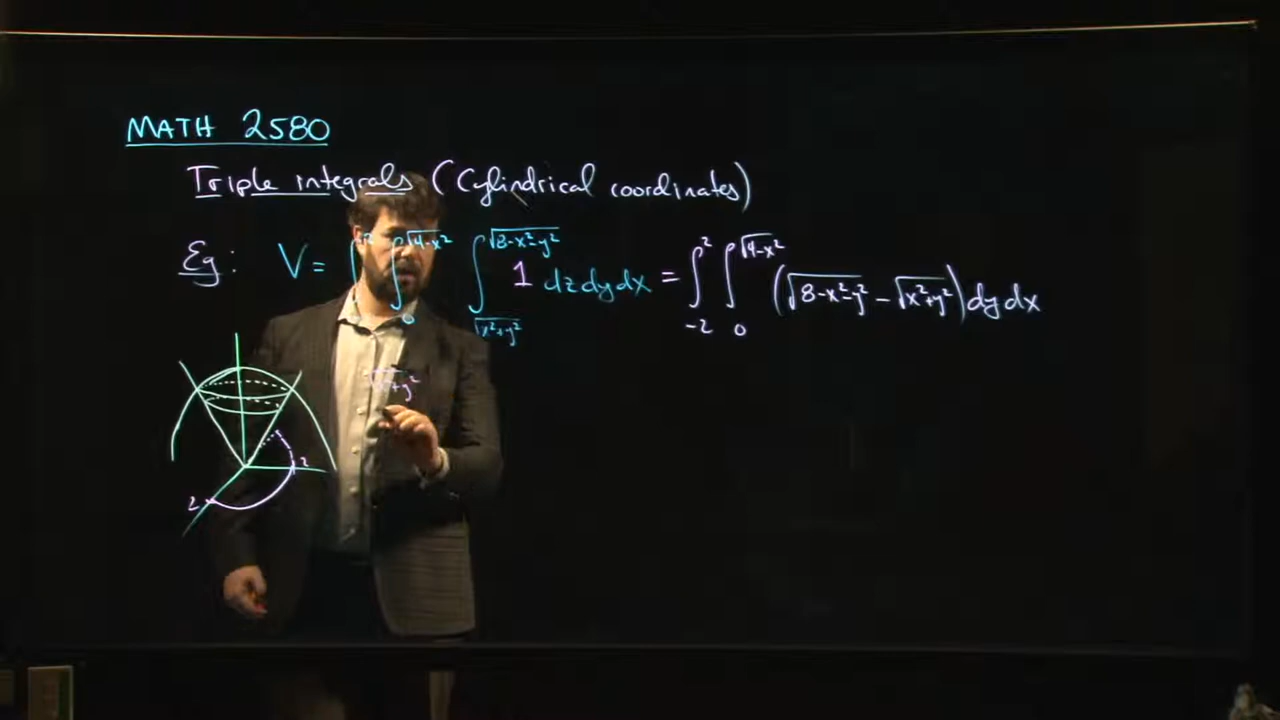 MATH 2580
Triple integrals (Cylindrical coordinates)
Eg: V = ∫ ∫₀^√(4-x²) ∫_√(x²+y²)^√(8-x²-y²) 1 dz dy dx = ∫₋₂² ∫₀^√(4-x²) (√(8-x²-y²) - √(x²+y²)) dy dx
+y²
2
2